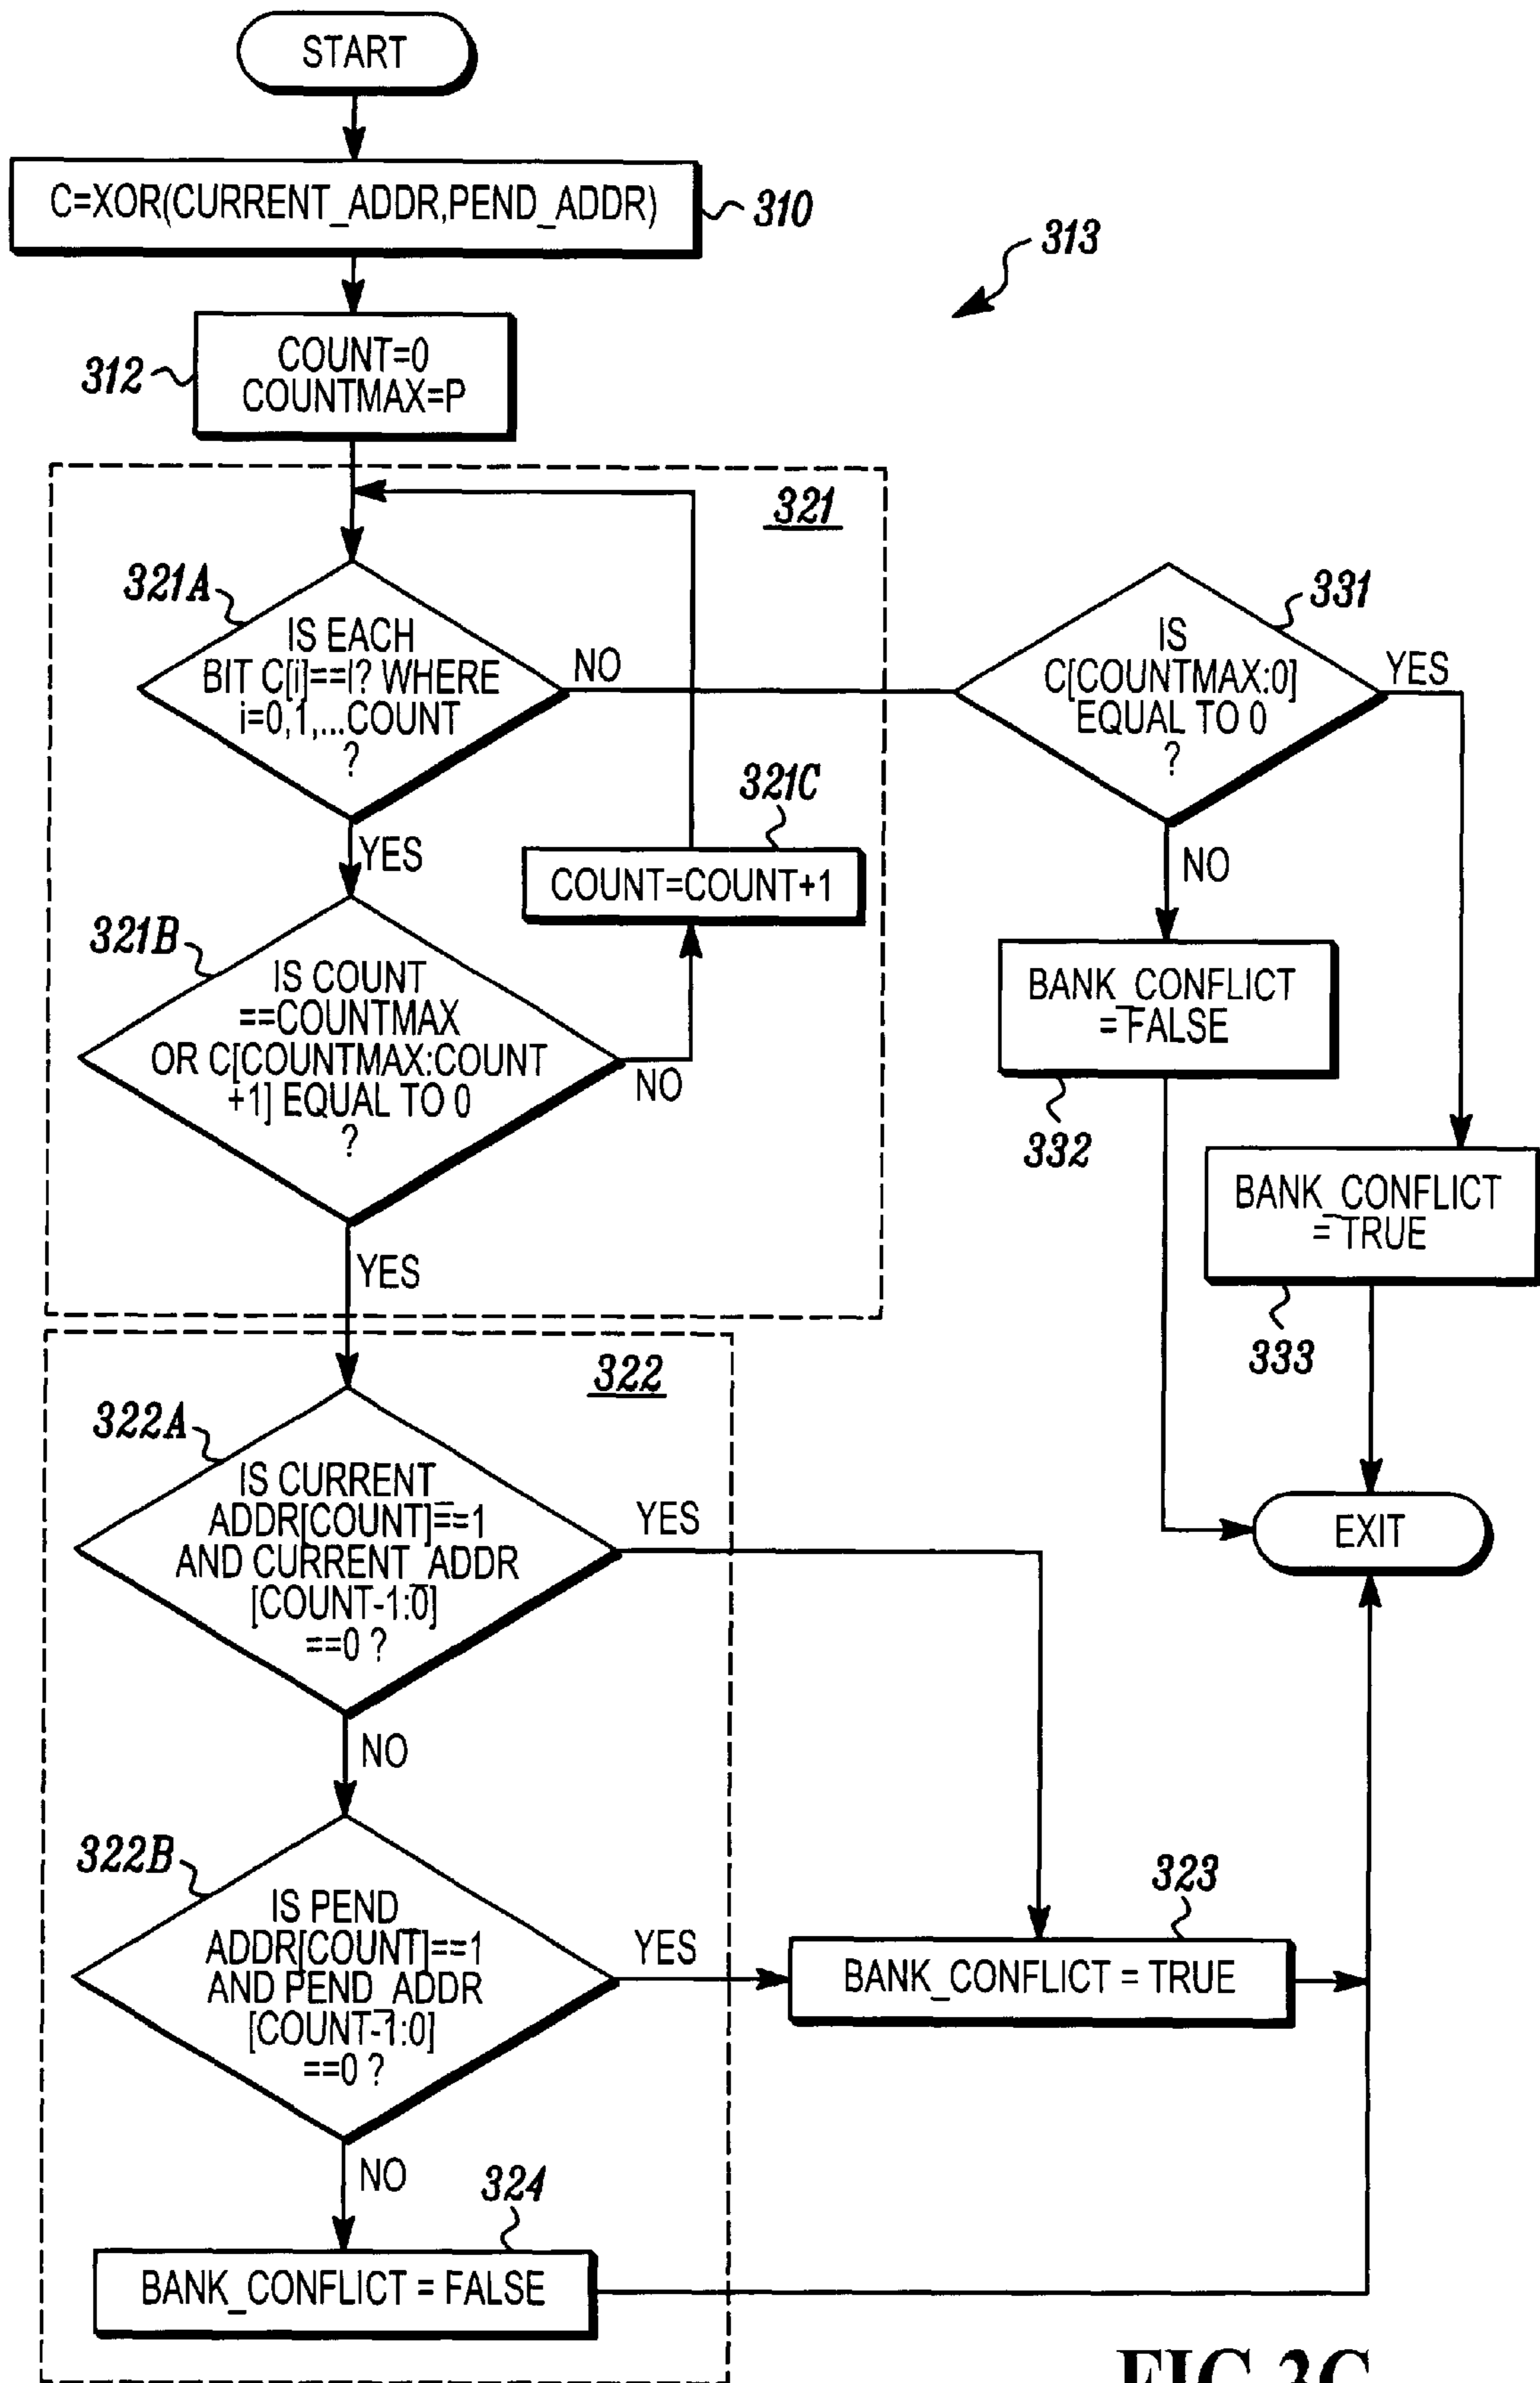 START
C=XOR(CURRENT_ADDR,PEND_ADDR)
310
313
312
COUNT=0
COUNTMAX=P
321
321A
IS EACH
BIT C[i]==I? WHERE
i=0,1,...COUNT
?
NO
YES
331
IS
C[COUNTMAX:0]
EQUAL TO 0
?
YES
NO
321C
COUNT=COUNT+1
321B
IS COUNT
==COUNTMAX
OR C[COUNTMAX:COUNT
+1] EQUAL TO 0
?
NO
YES
BANK_CONFLICT
=FALSE
332
BANK_CONFLICT
=TRUE
333
EXIT
322
322A
IS CURRENT_
ADDR[COUNT]==1
AND CURRENT_ADDR
[COUNT-1:0]
==0 ?
YES
NO
322B
IS PEND_
ADDR[COUNT]==1
AND PEND_ADDR
[COUNT-1:0]
==0 ?
YES
NO
323
BANK_CONFLICT = TRUE
324
BANK_CONFLICT = FALSE
FIG.3C